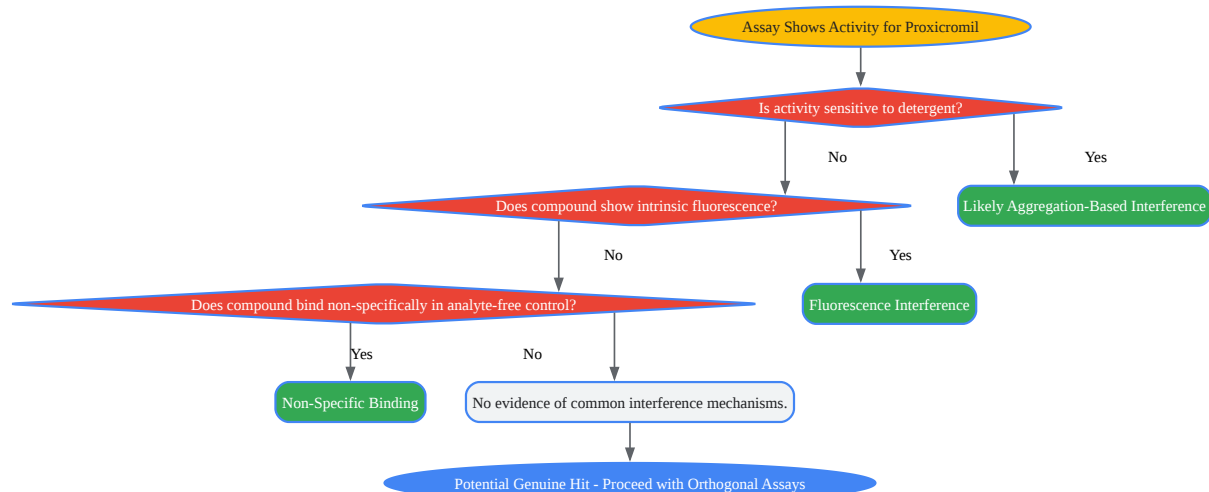 Assay Shows Activity for Proxicromil
Is activity sensitive to detergent?
No
Yes
Does compound show intrinsic fluorescence?
Likely Aggregation-Based Interference
No
Yes
Does compound bind non-specifically in analyte-free control?
Fluorescence Interference
Yes
No
Non-Specific Binding
No evidence of common interference mechanisms.
Potential Genuine Hit - Proceed with Orthogonal Assays